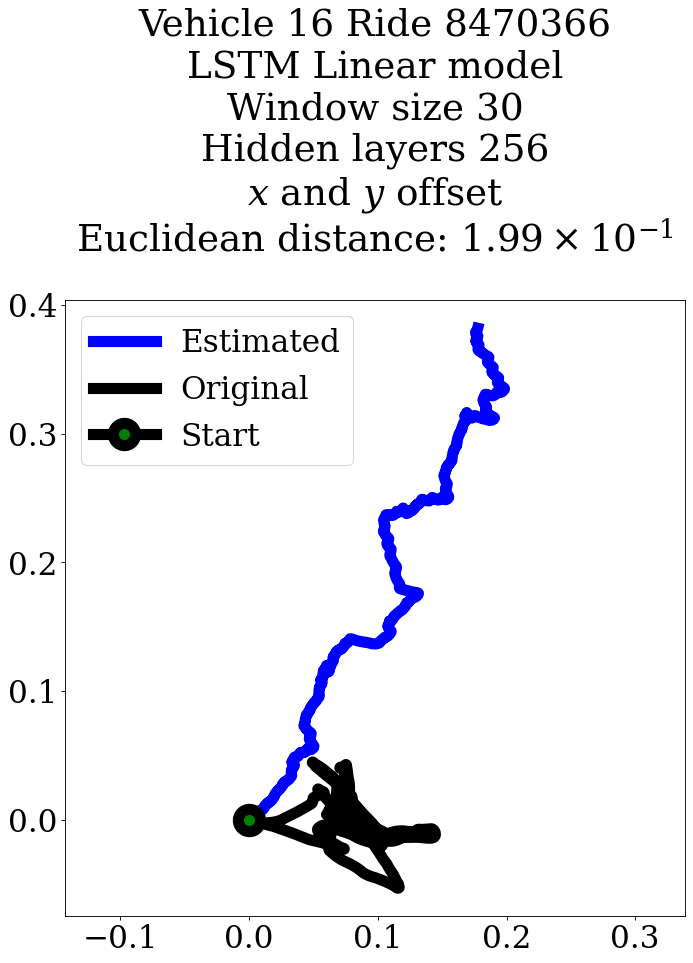 Vehicle 16 Ride 8470366
LSTM Linear model
Window size 30
Hidden layers 256
x and y offset
Euclidean distance: 1.99 × 10⁻¹
0.4
Estimated
Original
Start
0.3
0.2
0.1
0.0
−0.1 0.0 0.1 0.2 0.3